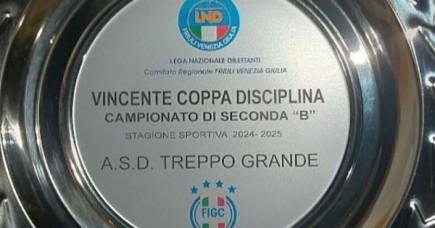 LND
FRIULI VENEZIA GIULIA
LEGA NAZIONALE DILETTANTI
Comitato Regionale FRIULI VENEZIA GIULIA
VINCENTE COPPA DISCIPLINA
CAMPIONATO DI SECONDA "B"
STAGIONE SPORTIVA 2024-2025
A.S.D. TREPPO GRANDE
FIGC